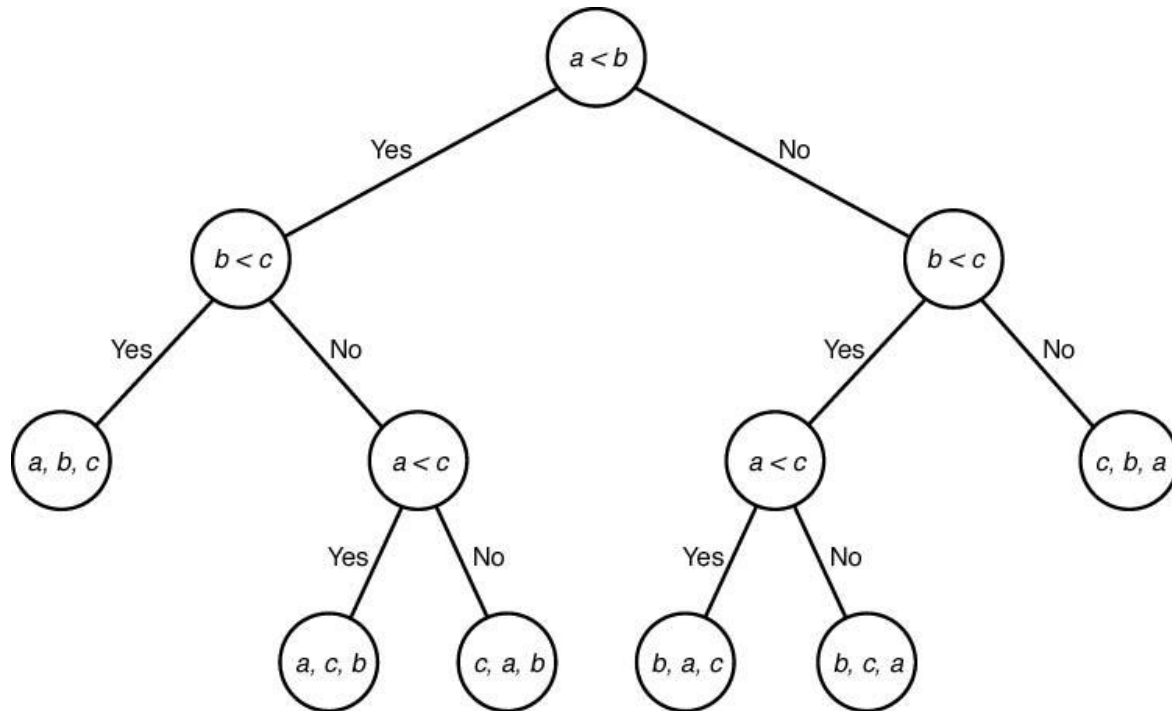 a < b
Yes
No
b < c
b < c
Yes
No
Yes
No
a, b, c
a < c
a < c
c, b, a
Yes
No
Yes
No
a, c, b
c, a, b
b, a, c
b, c, a